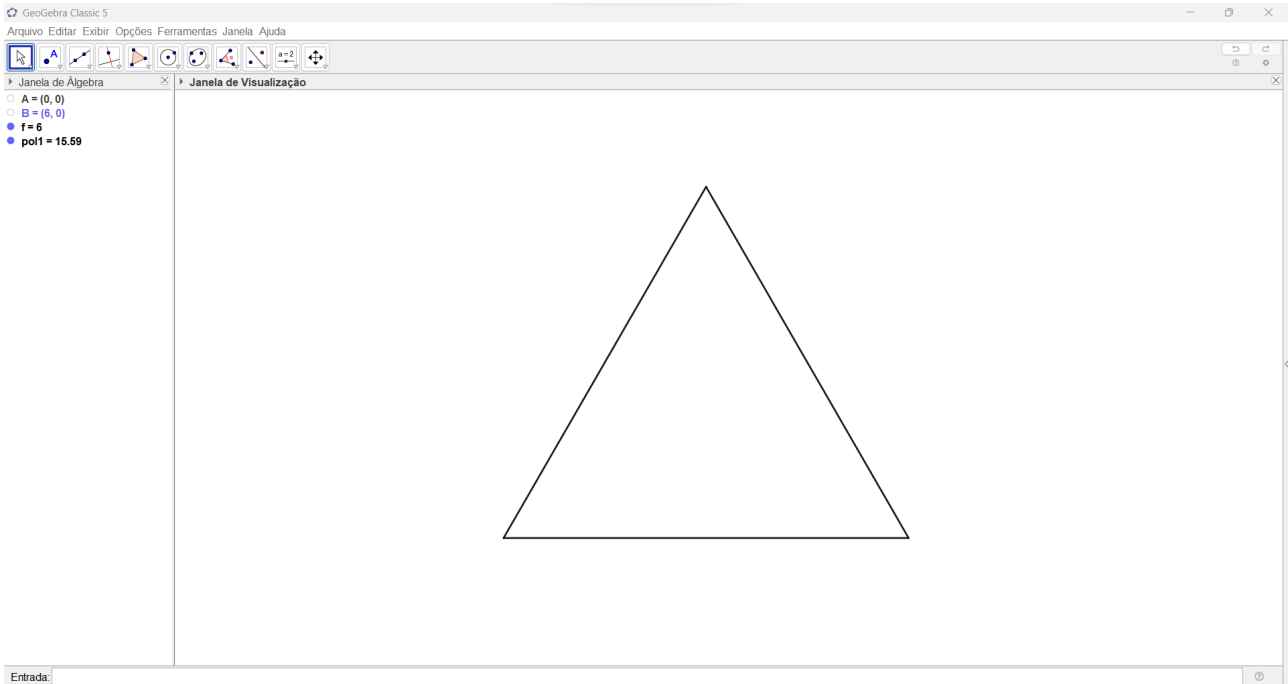 GeoGebra Classic 5
Arquivo Editar Exibir Opções Ferramentas Janela Ajuda
A
a=2
Janela de Álgebra
Janela de Visualização
A = (0, 0)
B = (6, 0)
f = 6
pol1 = 15.59
Entrada: